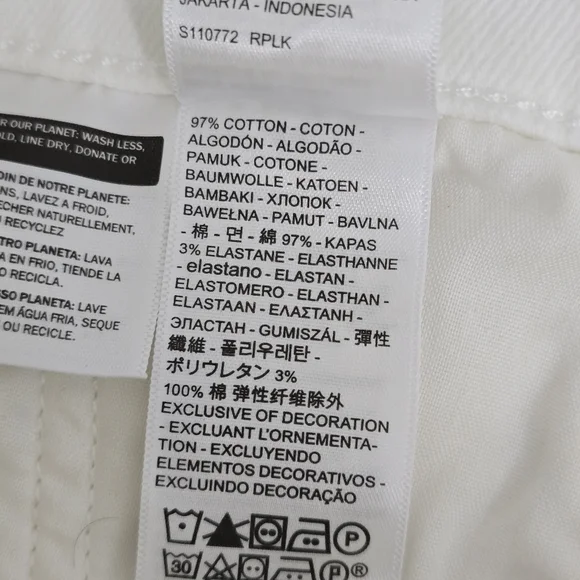 JAKARTA - INDONESIA
S110772 RPLK
97% COTTON - COTON -
ALGODÓN - ALGODÃO -
PAMUK - COTONE -
BAUMWOLLE - KATOEN -
BAMBAKI - ХЛОПОК -
BAWEŁNA - PAMUT - BAVLNA
- 棉 - 면 - 綿 97% - KAPAS
3% ELASTANE - ELASTHANNE
- elastano - ELASTAN -
ELASTOMERO - ELASTHAN -
ELASTAAN - ΕΛΑΣΤΑΝΗ -
ЭЛАСТАН - GUMISZÁL - 彈性
纖維 - 폴리우레탄 -
ポリウレタン 3%
100% 棉 弹性纤维除外
EXCLUSIVE OF DECORATION
- EXCLUANT L'ORNEMENTA-
TION - EXCLUYENDO
ELEMENTOS DECORATIVOS -
EXCLUINDO DECORAÇÃO
P
30 P®
R OUR PLANET: WASH LESS,
OLD, LINE DRY, DONATE OR
DIN DE NOTRE PLANETE:
NS, LAVEZ A FROID,
ECHER NATURELLEMENT,
U RECYCLEZ
TRO PLANETA: LAVA
A EN FRIO, TIENDE LA
O RECICLA.
SSO PLANETA: LAVE
EM ÁGUA FRIA, SEQUE
OU RECICLE.